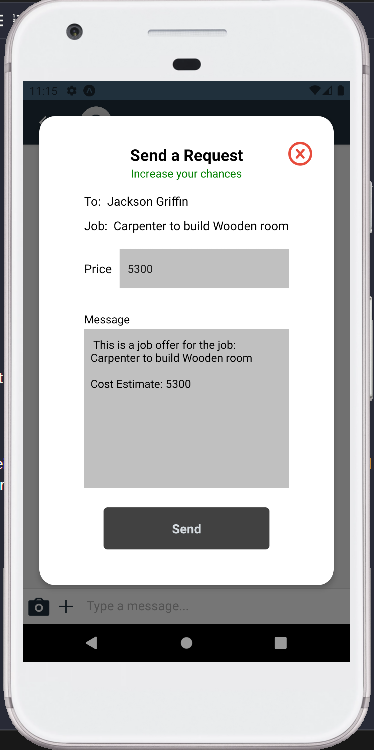 11:15
Send a Request
Increase your chances
To: Jackson Griffin
Job: Carpenter to build Wooden room
Price 5300
Message
This is a job offer for the job:
Carpenter to build Wooden room
Cost Estimate: 5300
Send
Type a message...